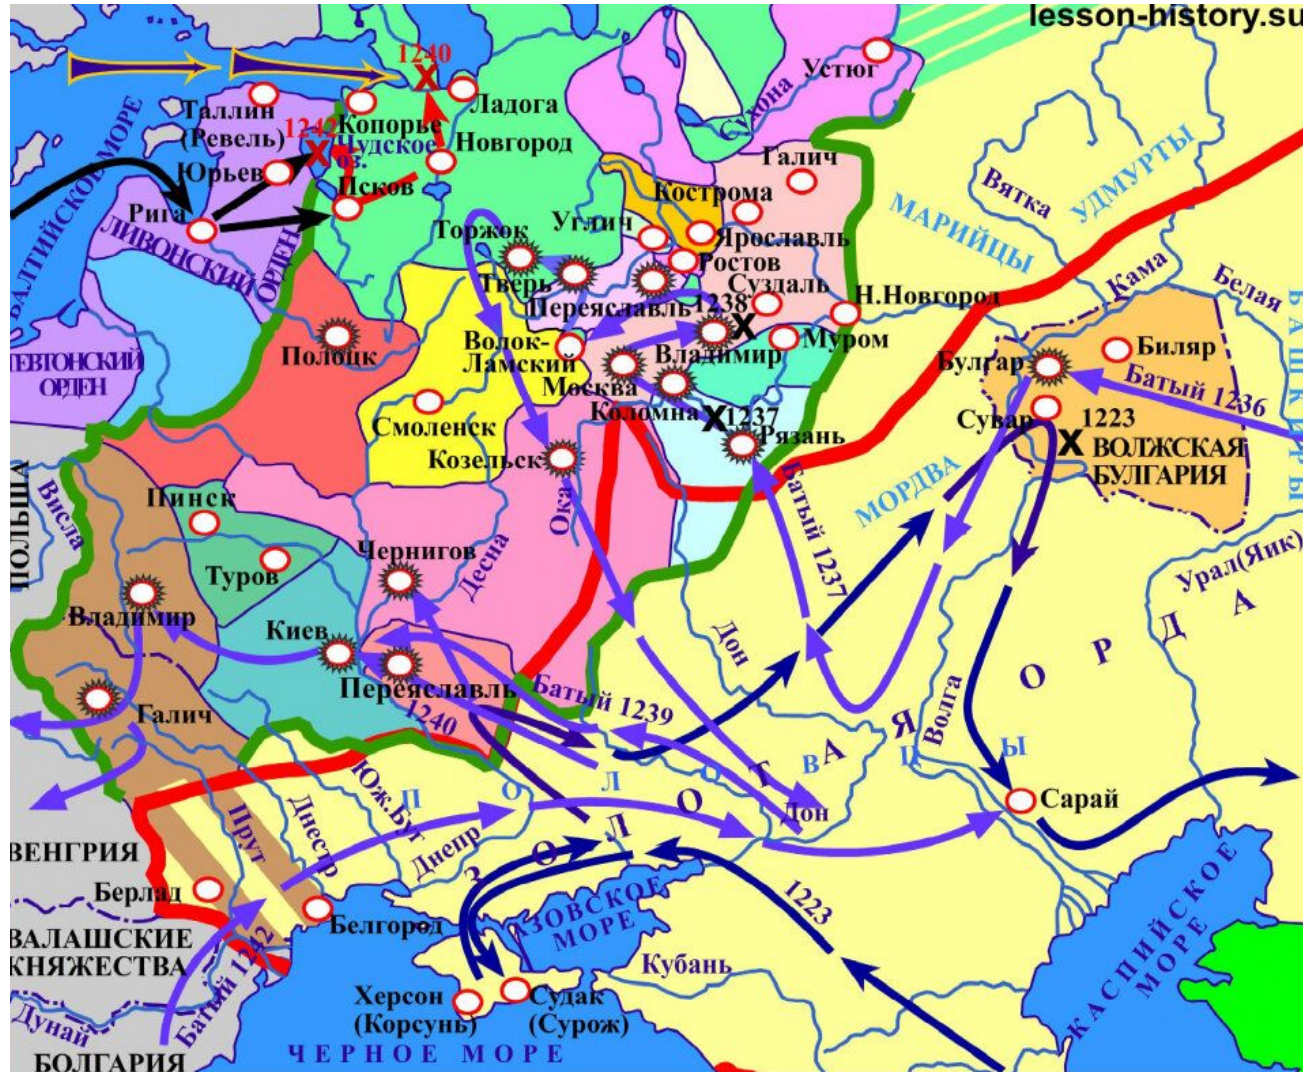 lesson-history.su
1240
Устюг
Сухона
Ладога
Таллин
(Ревель)
Копорье
1242
Чудское
оз.
Новгород
БАЛТИЙСКОЕ МОРЕ
Юрьев
Псков
Галич
Кострома
Вятка
УДМУРТЫ
МАРИЙЦЫ
Рига
ЛИВОНСКИЙ
ОРДЕН
Торжок
Углич
Ярославль
Ростов
Тверь
Суздаль
Переяславль
1238
Н.Новгород
Кама
Белая
БАШКИРЫ
Полоцк
Волок-
Ламский
Владимир
Муром
Булгар
Биляр
ТЕВТОНСКИЙ
ОРДЕН
Москва
Батый 1236
Коломна
1237
Рязань
Сувар
1223
ВОЛЖСКАЯ
БУЛГАРИЯ
Смоленск
Козельск
МОРДВА
ПОЛЬША
Висла
Пинск
Ока
Батый 1237
Чернигов
Десна
Туров
Урал(Яик)
Владимир
Киев
Дон
Переяславль
Батый 1239
1240
Галич
Волга
ЗОЛОТАЯ ОРДА
ПОЛОВЦЫ
Юж.Буг
Днестр
Прут
Днепр
Дон
Сарай
ВЕНГРИЯ
Берлад
Белгород
1223
АЗОВСКОЕ
МОРЕ
ВАЛАШСКИЕ
КНЯЖЕСТВА
Батый 1242
Кубань
КАСПИЙСКОЕ
МОРЕ
Дунай
Херсон
(Корсунь)
Судак
(Сурож)
БОЛГАРИЯ
ЧЕРНОЕ МОРЕ